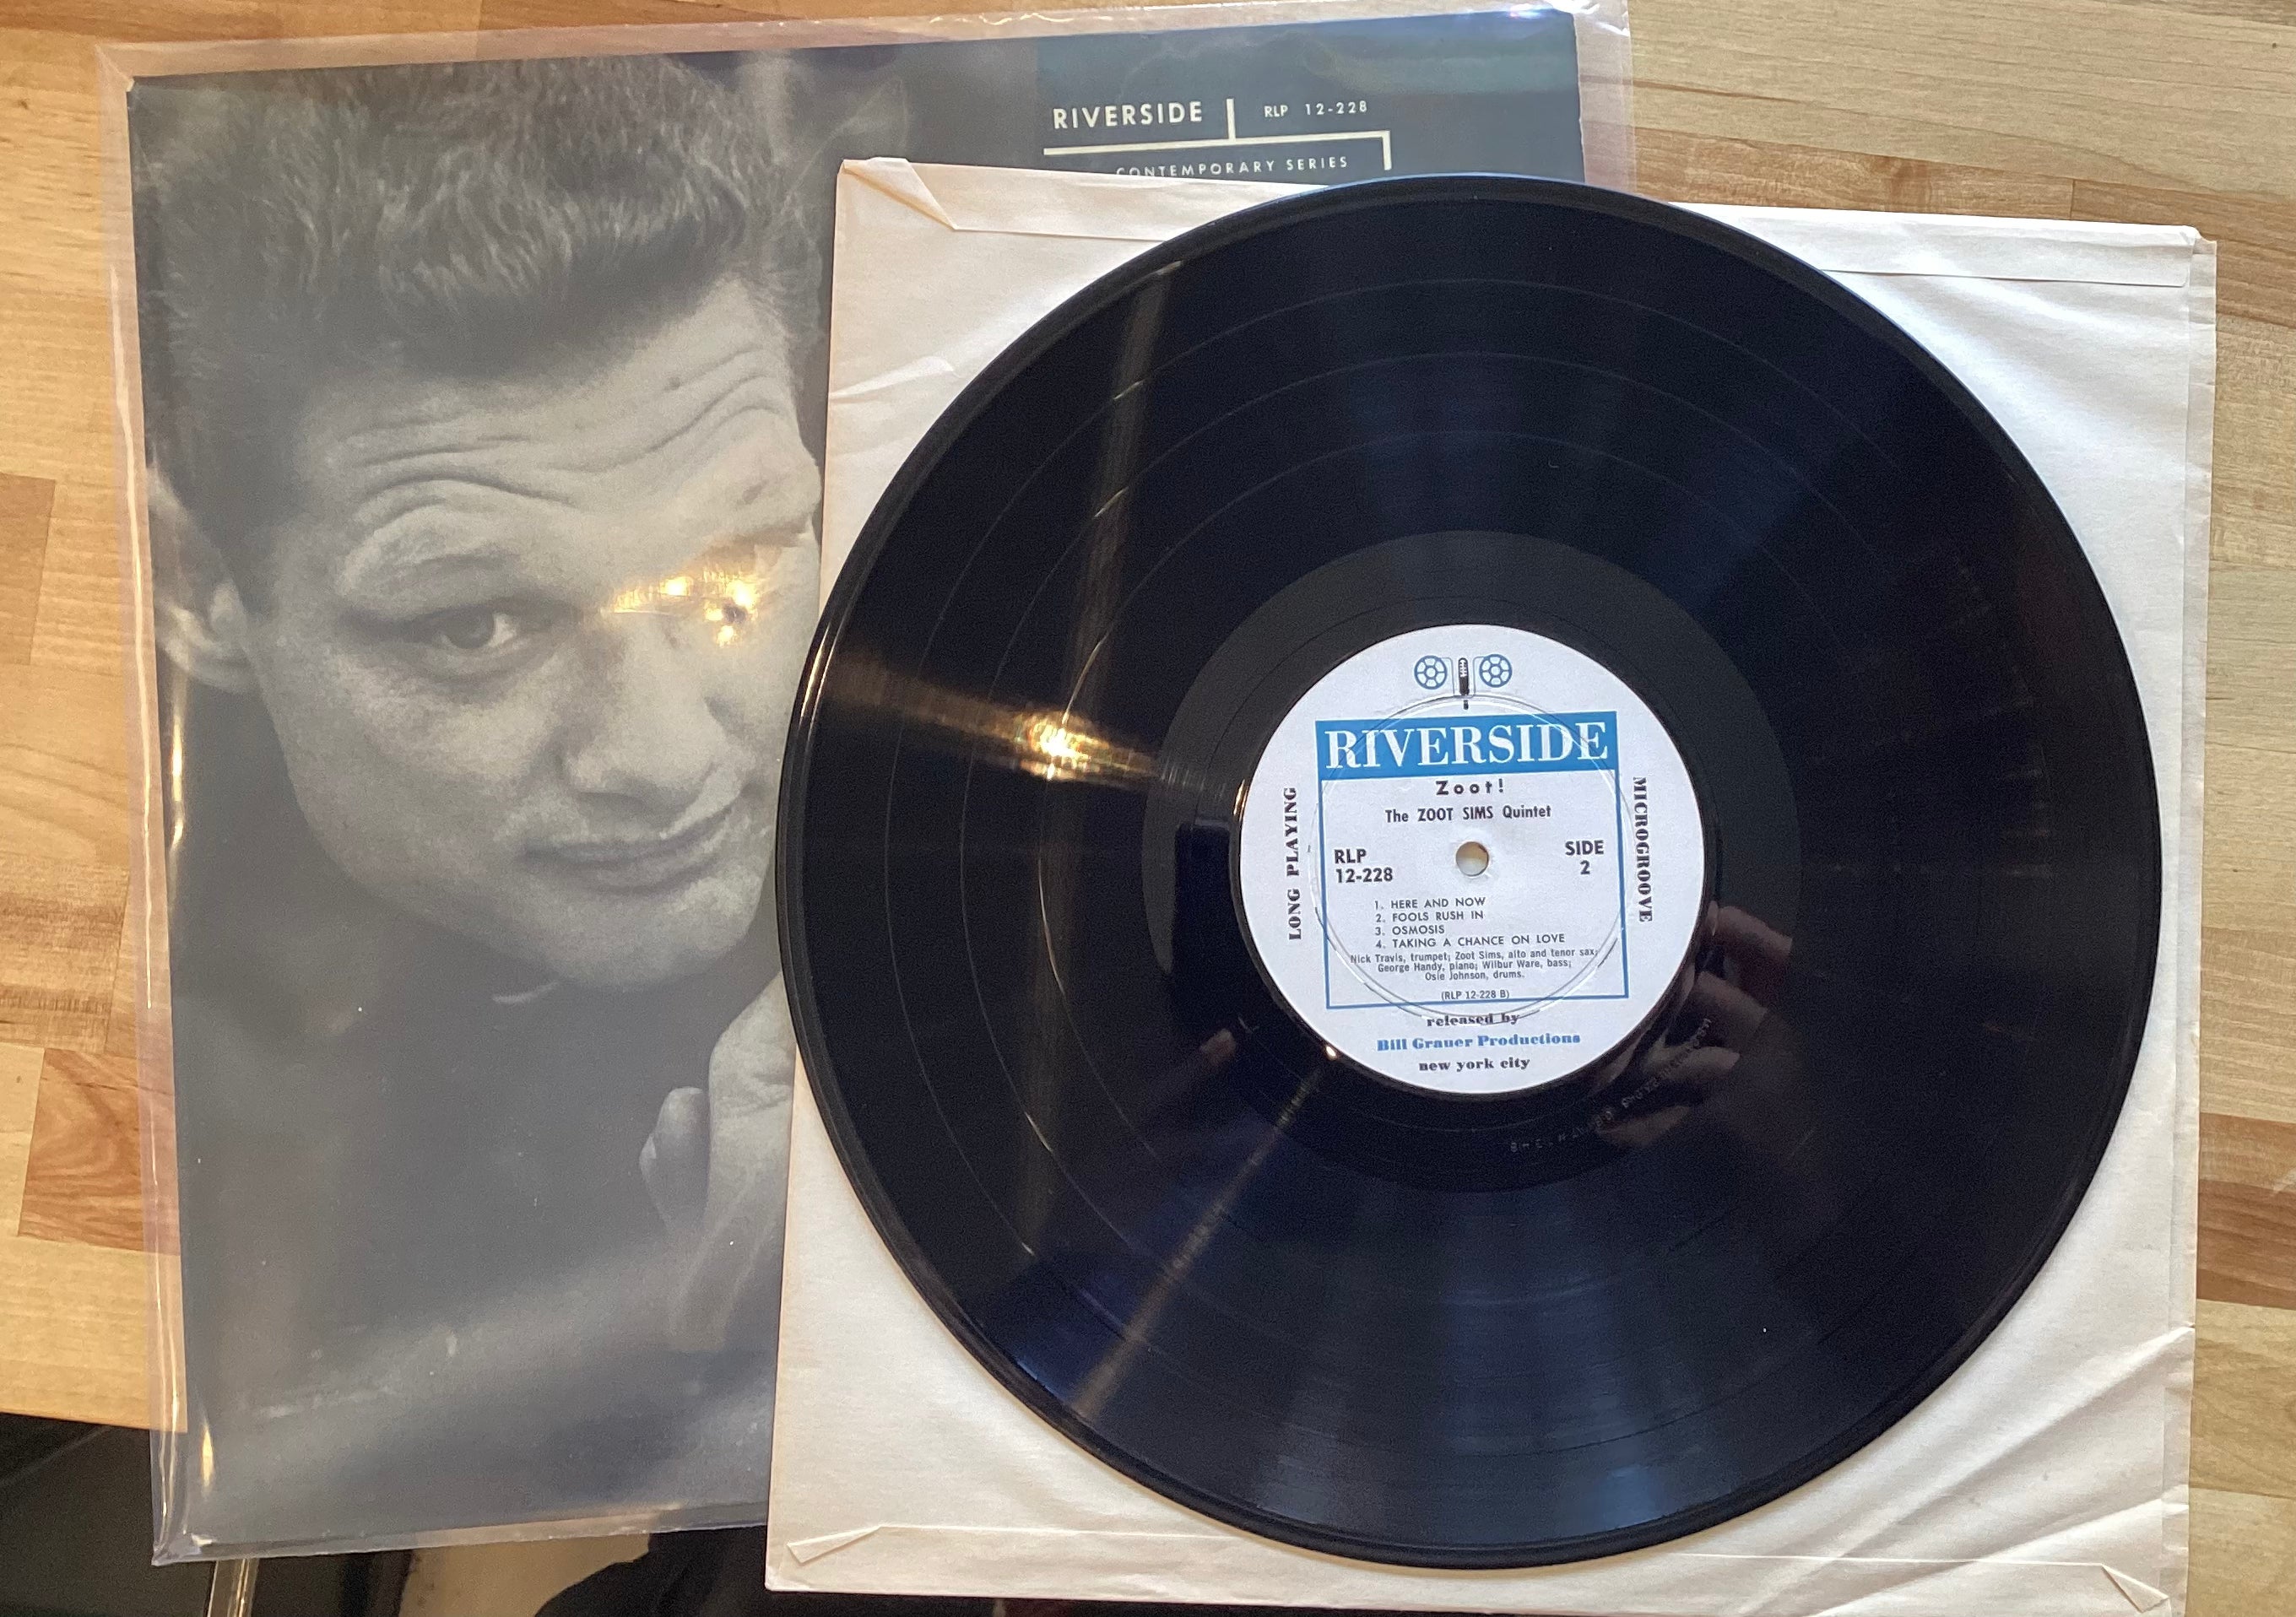 RIVERSIDE
RLP 12-228
CONTEMPORARY SERIES
RIVERSIDE
Zoot!
The ZOOT SIMS Quintet
RLP
12-228
SIDE
2
LONG PLAYING
MICROGROOVE
1. HERE AND NOW
2. FOOLS RUSH IN
3. OSMOSIS
4. TAKING A CHANCE ON LOVE
Nick Travis, trumpet; Zoot Sims, alto and tenor sax;
George Handy, piano; Wilbur Ware, bass;
Osie Johnson, drums.
(RLP 12-228 B)
released by
Bill Grauer Productions
new york city